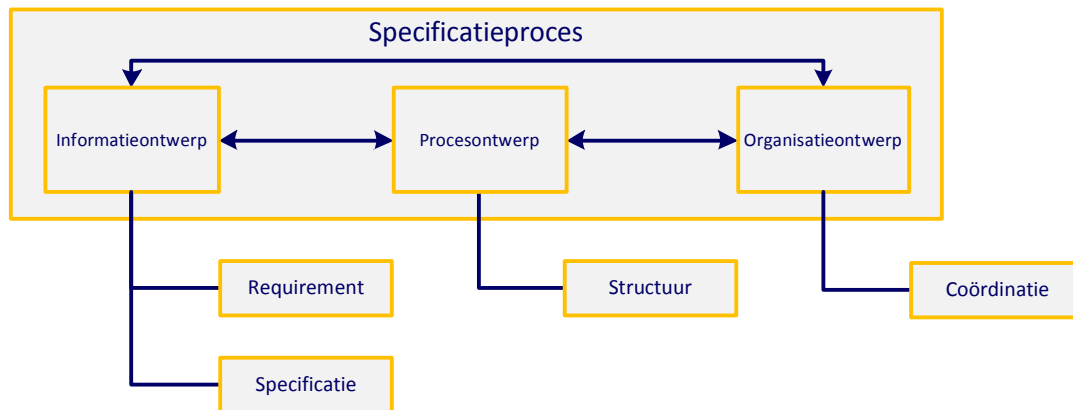 Specificatieproces
Informatieontwerp
Procesontwerp
Organisatieontwerp
Requirement
Structuur
Coördinatie
Specificatie